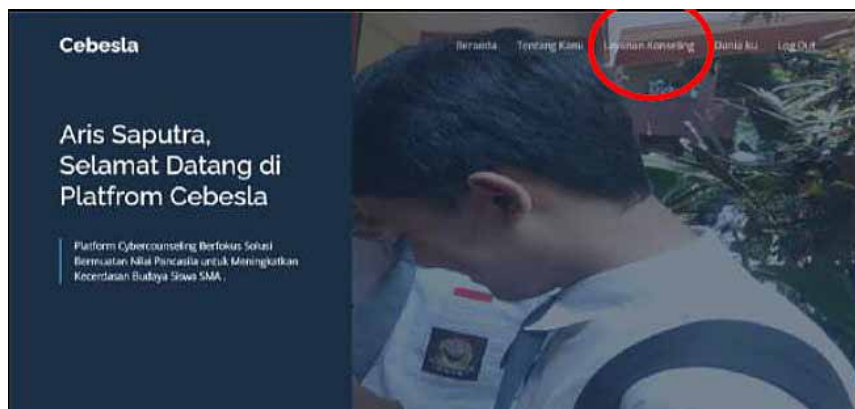 Cebesla
Beranda Tentang Kami Layanan Konseling Dunia ku Log Out
Aris Saputra,
Selamat Datang di
Platfrom Cebesla
Platform Cybercounseling Berfokus Solusi
Bermuatan Nilai Pancasila untuk Meningkatkan
Kecerdasan Budaya Siswa SMA .